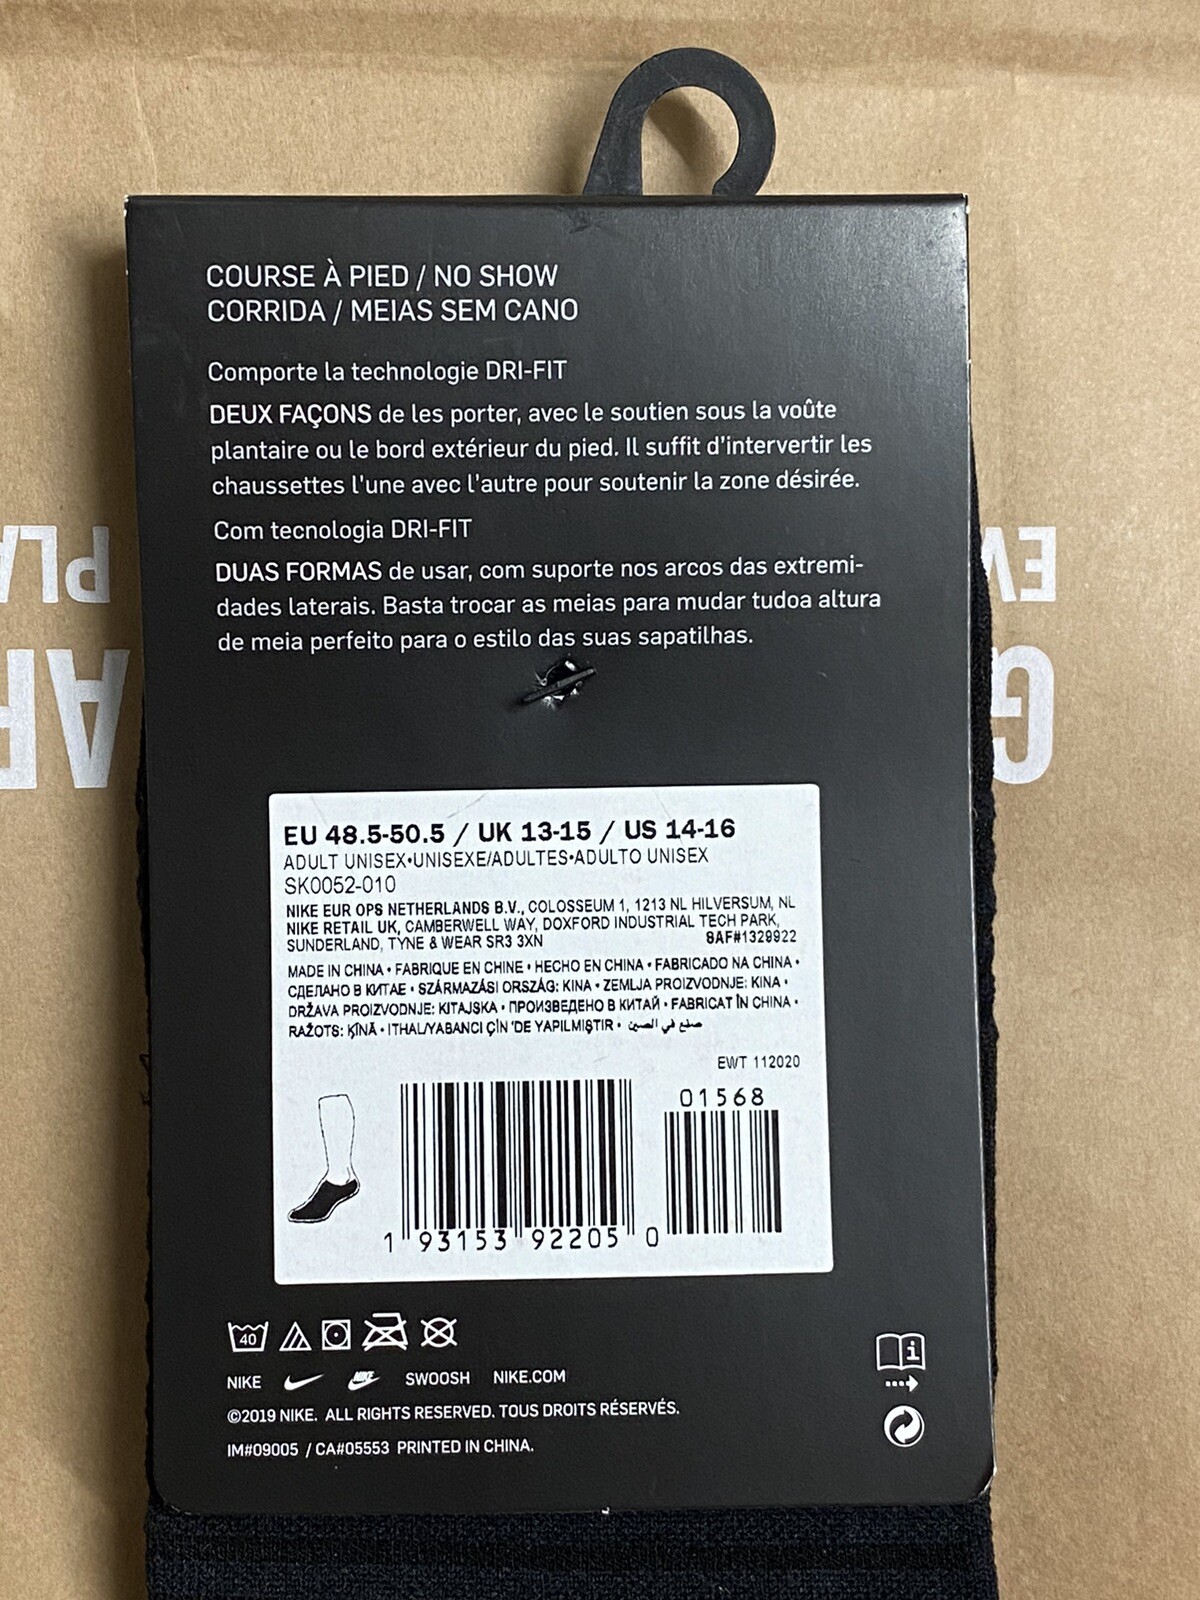 COURSE À PIED / NO SHOW
CORRIDA / MEIAS SEM CANO
Comporte la technologie DRI-FIT
DEUX FAÇONS de les porter, avec le soutien sous la voûte
plantaire ou le bord extérieur du pied. Il suffit d'intervertir les
chaussettes l'une avec l'autre pour soutenir la zone désirée.
Com tecnologia DRI-FIT
DUAS FORMAS de usar, com suporte nos arcos das extremi-
dades laterais. Basta trocar as meias para mudar tudoa altura
de meia perfeito para o estilo das suas sapatilhas.
EU 48.5-50.5 / UK 13-15 / US 14-16
ADULT UNISEX•UNISEXE/ADULTES•ADULTO UNISEX
SK0052-010
NIKE EUR OPS NETHERLANDS B.V., COLOSSEUM 1, 1213 NL HILVERSUM, NL
NIKE RETAIL UK, CAMBERWELL WAY, DOXFORD INDUSTRIAL TECH PARK,
SUNDERLAND, TYNE & WEAR SR3 3XN 8AF#1329922
MADE IN CHINA • FABRIQUE EN CHINE • HECHO EN CHINA • FABRICADO NA CHINA •
СДЕЛАНО В КИТАЕ • SZÁRMAZÁSI ORSZÁG: KINA • ZEMLJA PROIZVODNJE: KINA •
DRŽAVA PROIZVODNJE: KITAJSKA • ПРОИЗВЕДЕНО В КИТАЙ • FABRICAT ÎN CHINA •
RAŽOTS: ĶĪNĀ • ITHAL/YABANCI ÇİN 'DE YAPILMIŞTIR • صنع في الصين
EWT 112020
01568
1 93153 92205 0
40
NIKE NIKE SWOOSH NIKE.COM
©2019 NIKE. ALL RIGHTS RESERVED. TOUS DROITS RÉSERVÉS.
IM#09005 / CA#05553 PRINTED IN CHINA.